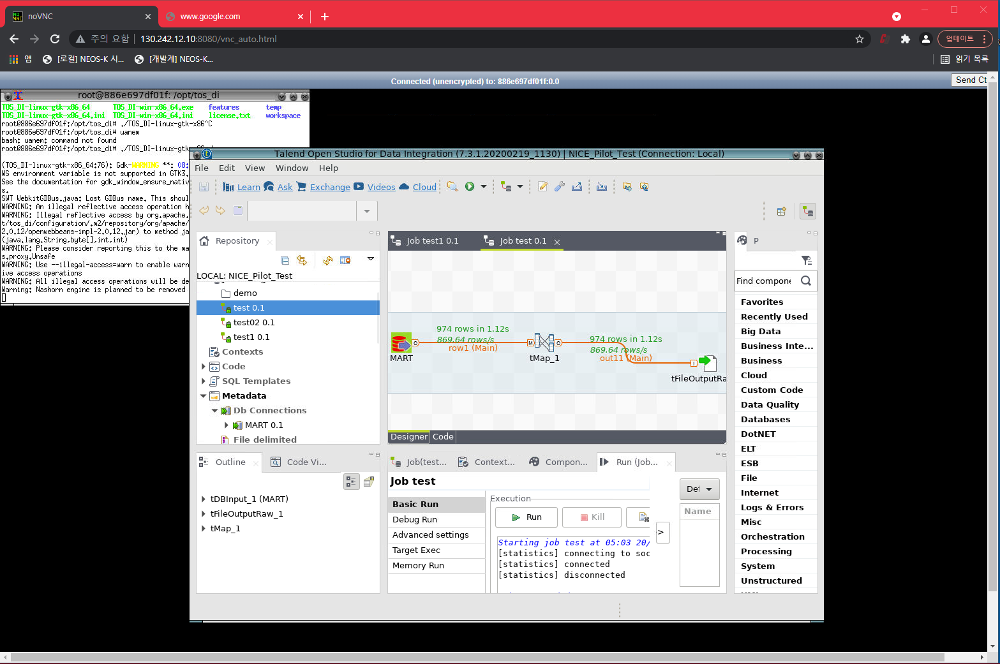 noVNC
www.google.com
주의 요함
130.242.12.10:8080/vnc_auto.html
업데이트
앱
[로컬] NEOS-K 시...
[개발계] NEOS-K...
읽기 목록
Connected (unencrypted) to: 886e697df01f:0.0
Send Ct
root@886e697df01f: /opt/tos_di
TOS_DI-linux-gtk-x86_64 TOS_DI-win-x86_64.exe features temp
TOS_DI-linux-gtk-x86_64.ini TOS_DI-win-x86_64.ini license.txt workspace
root@886e697df01f:/opt/tos_di# ./TOS_DI-linux-gtk-x86^C
root@886e697df01f:/opt/tos_di# uanem
bash: uanem: command not found
root@886e697df01f:/opt/tos_di# ./TOS_DI-linux-g
(TOS_DI-linux-gtk-x86_64:76): Gdk-WARNING **: 08:
WS environment variable is not supported in GTK3.
See the documentation for gdk_window_ensure_nativ
s.
SWT WebkitGDBus.java: Lost GDBus name. This shoul
WARNING: An illegal reflective access operation h
WARNING: Illegal reflective access by org.apache.
t/tos_di/configuration/.m2/repository/org/apache/
2.0.12/openwebbeans-impl-2.0.12.jar) to method ja
(java.lang.String,byte[],int,int)
WARNING: Please consider reporting this to the ma
s.proxy.Unsafe
WARNING: Use --illegal-access=warn to enable warn
ive access operations
WARNING: All illegal access operations will be de
Warning: Nashorn engine is planned to be removed
Talend Open Studio for Data Integration (7.3.1.20200219_1130) | NICE_Pilot_Test (Connection: Local)
File Edit View Window Help
Learn Ask Exchange Videos Cloud
Repository
LOCAL: NICE_Pilot_Test
demo
test 0.1
test02 0.1
test1 0.1
Contexts
Code
SQL Templates
Metadata
Db Connections
MART 0.1
File delimited
Job test1 0.1
Job test 0.1
974 rows in 1.12s
869.64 rows/s
row1 (Main)
MART
M
O
tMap_1
974 rows in 1.12s
869.64 rows/s
out11 (Main)
tFileOutputRa
Designer
Code
P
Find compone
Favorites
Recently Used
Big Data
Business Inte...
Business
Cloud
Custom Code
Data Quality
Databases
DotNET
ELT
ESB
File
Internet
Logs & Errors
Misc
Orchestration
Processing
System
Unstructured
Outline
Code Vi...
tDBInput_1 (MART)
tFileOutputRaw_1
tMap_1
Job(test...
Context...
Compon...
Run (Job...
Job test
Basic Run
Debug Run
Advanced settings
Target Exec
Memory Run
Execution
Run
Kill
Starting job test at 05:03 20/
[statistics] connecting to soc
[statistics] connected
[statistics] disconnected
>
Def
Name